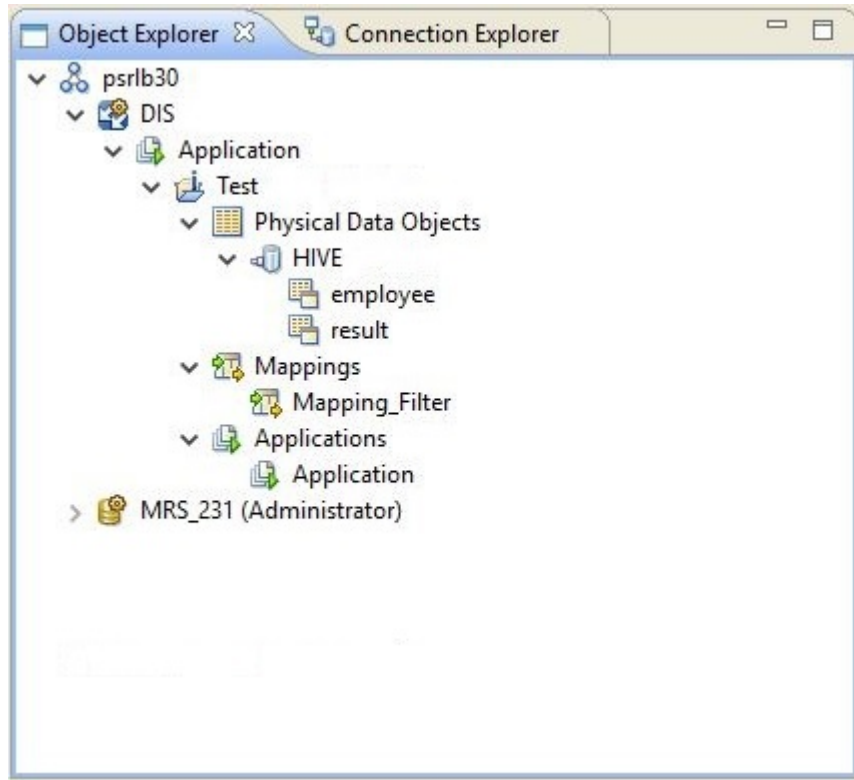 Object Explorer Connection Explorer
psrlb30
DIS
Application
Test
Physical Data Objects
HIVE
employee
result
Mappings
Mapping_Filter
Applications
Application
MRS_231 (Administrator)